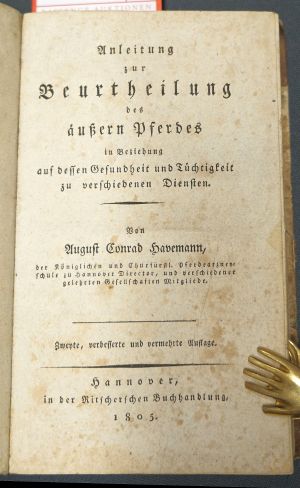 AUKTIONEN
Anleitung
zur
Beurtheilung
des
äußern Pferdes
in Beziehung
auf dessen Gesundheit und Tüchtigkeit
zu verschiedenen Diensten.
Von
August Conrad Havemann,
der Königlichen und Churfürstl. Pferdearzney-
schule zu Hannover Director, und verschiedener
gelehrten Gesellschaften Mitgliede.
Zweyte, verbesserte und vermehrte Auflage.
Hannover,
in der Ritscherschen Buchhandlung,
1805.